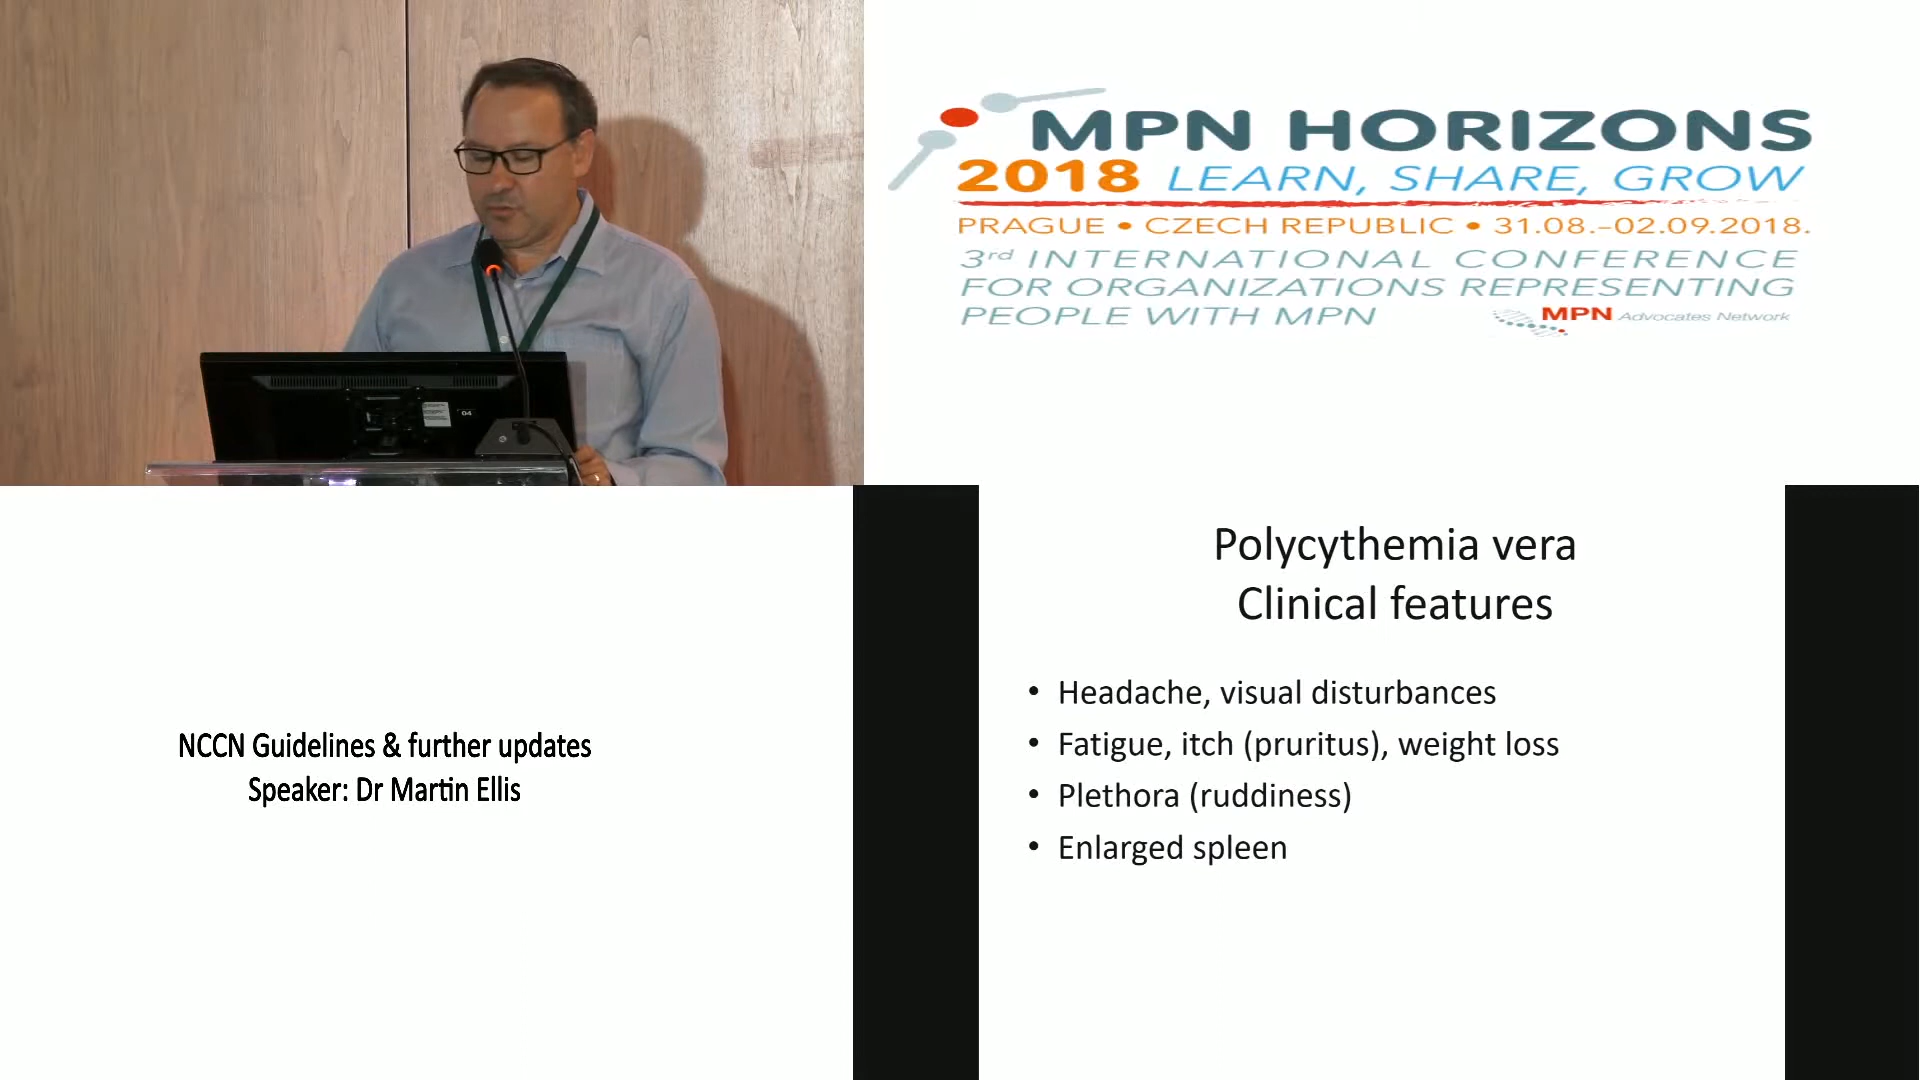 MPN HORIZONS
2018 LEARN, SHARE, GROW
PRAGUE • CZECH REPUBLIC • 31.08.–02.09.2018.
3rd INTERNATIONAL CONFERENCE
FOR ORGANIZATIONS REPRESENTING
PEOPLE WITH MPN
MPN Advocates Network
04
NCCN Guidelines & further updates
Speaker: Dr Martin Ellis
Polycythemia vera
Clinical features
• Headache, visual disturbances
• Fatigue, itch (pruritus), weight loss
• Plethora (ruddiness)
• Enlarged spleen